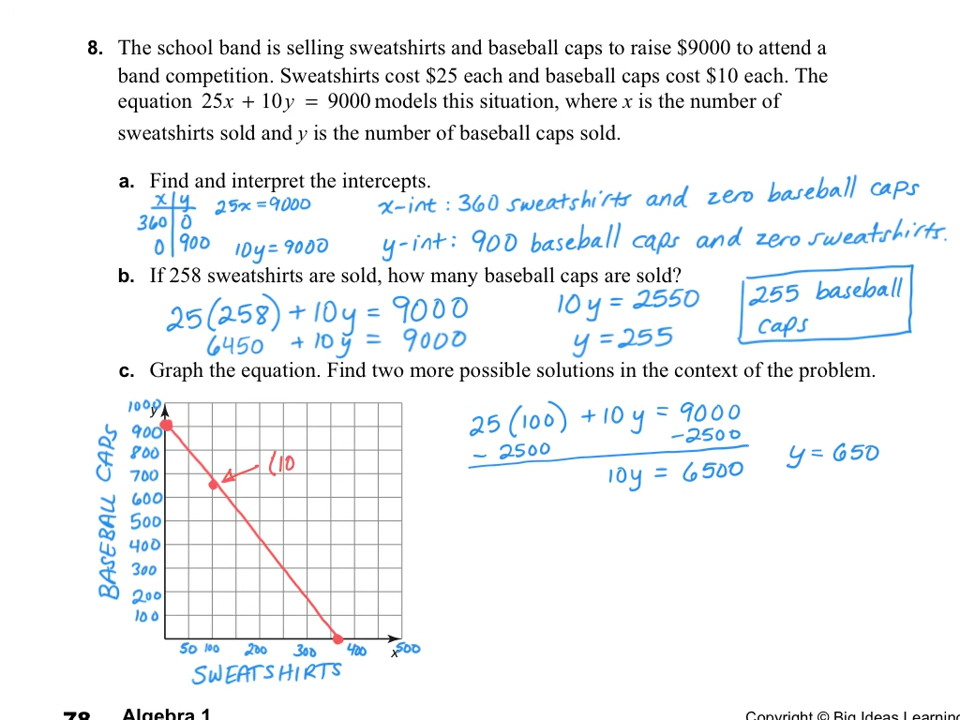 8. The school band is selling sweatshirts and baseball caps to raise $9000 to attend a
band competition. Sweatshirts cost $25 each and baseball caps cost $10 each. The
equation 25x + 10y = 9000 models this situation, where x is the number of
sweatshirts sold and y is the number of baseball caps sold.
a. Find and interpret the intercepts.
x | y 25x = 9000 x-int : 360 sweatshirts and zero baseball caps
360 | 0
0 | 900 10y = 9000 y-int: 900 baseball caps and zero sweatshirts.
b. If 258 sweatshirts are sold, how many baseball caps are sold?
25(258) + 10y = 9000 10y = 2550 255 baseball
6450 + 10y = 9000 y = 255 caps
c. Graph the equation. Find two more possible solutions in the context of the problem.
1000 y
900
800
700
600
500
400
300
200
100
BASEBALL CAPS
(10
50 100 200 300 400 x 500
SWEATSHIRTS
25(100) + 10y = 9000
- 2500 -2500
10y = 6500 y = 650
78 Algebra 1 Copyright © Big Ideas Learning